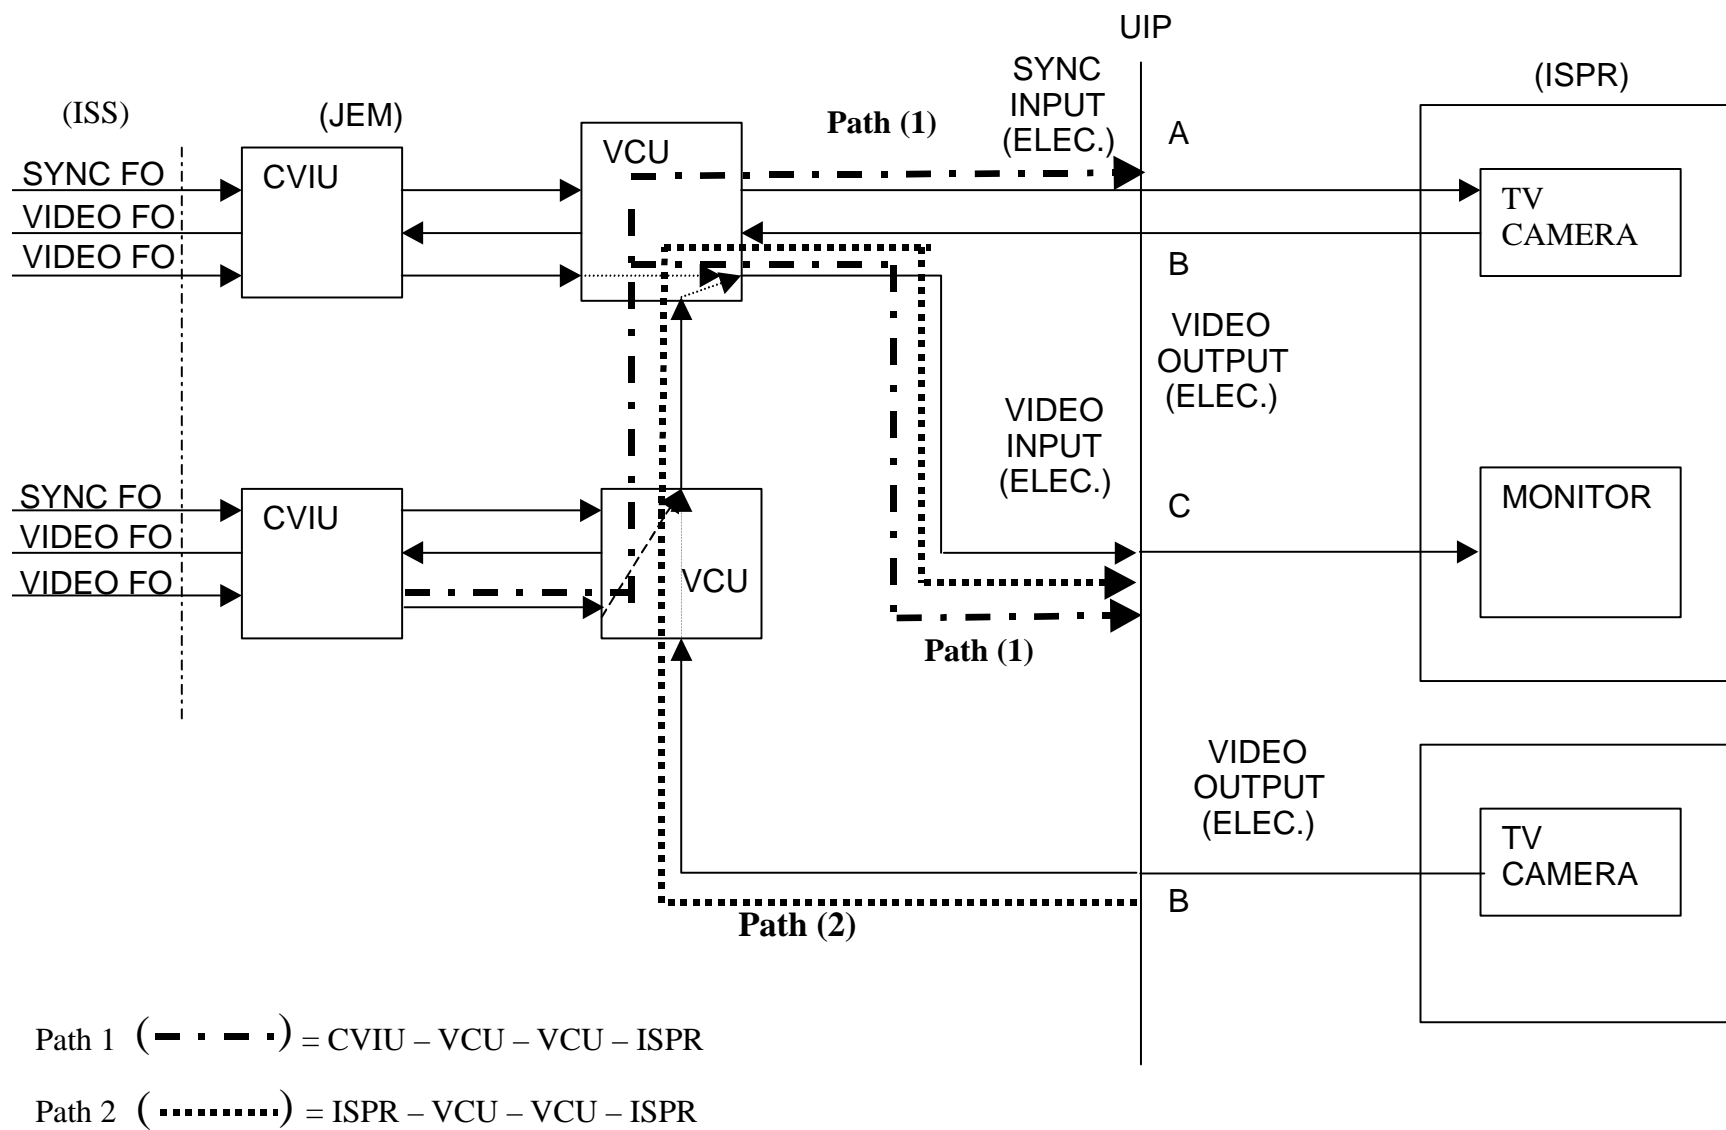 UIP
SYNC
INPUT
(ELEC.)
(ISPR)
(ISS)
(JEM)
Path (1)
A
SYNC FO
VIDEO FO
VIDEO FO
CVIU
VCU
TV
CAMERA
B
VIDEO
OUTPUT
(ELEC.)
VIDEO
INPUT
(ELEC.)
SYNC FO
VIDEO FO
VIDEO FO
CVIU
VCU
C
MONITOR
Path (1)
VIDEO
OUTPUT
(ELEC.)
TV
CAMERA
B
Path (2)
Path 1 ( ) = CVIU – VCU – VCU – ISPR
Path 2 ( ) = ISPR – VCU – VCU – ISPR